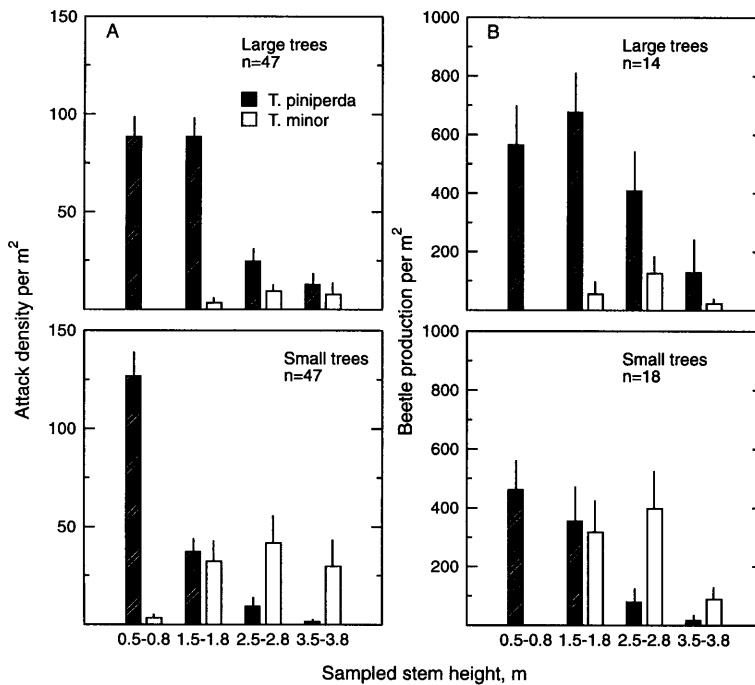 A
Large trees
n=47
T. piniperda
T. minor
150
100
50
B
Large trees
n=14
1000
800
600
400
200
Attack density per m²
Beetle production per m²
Small trees
n=47
150
100
50
0.5-0.8 1.5-1.8 2.5-2.8 3.5-3.8
Small trees
n=18
1000
800
600
400
200
0.5-0.8 1.5-1.8 2.5-2.8 3.5-3.8
Sampled stem height, m